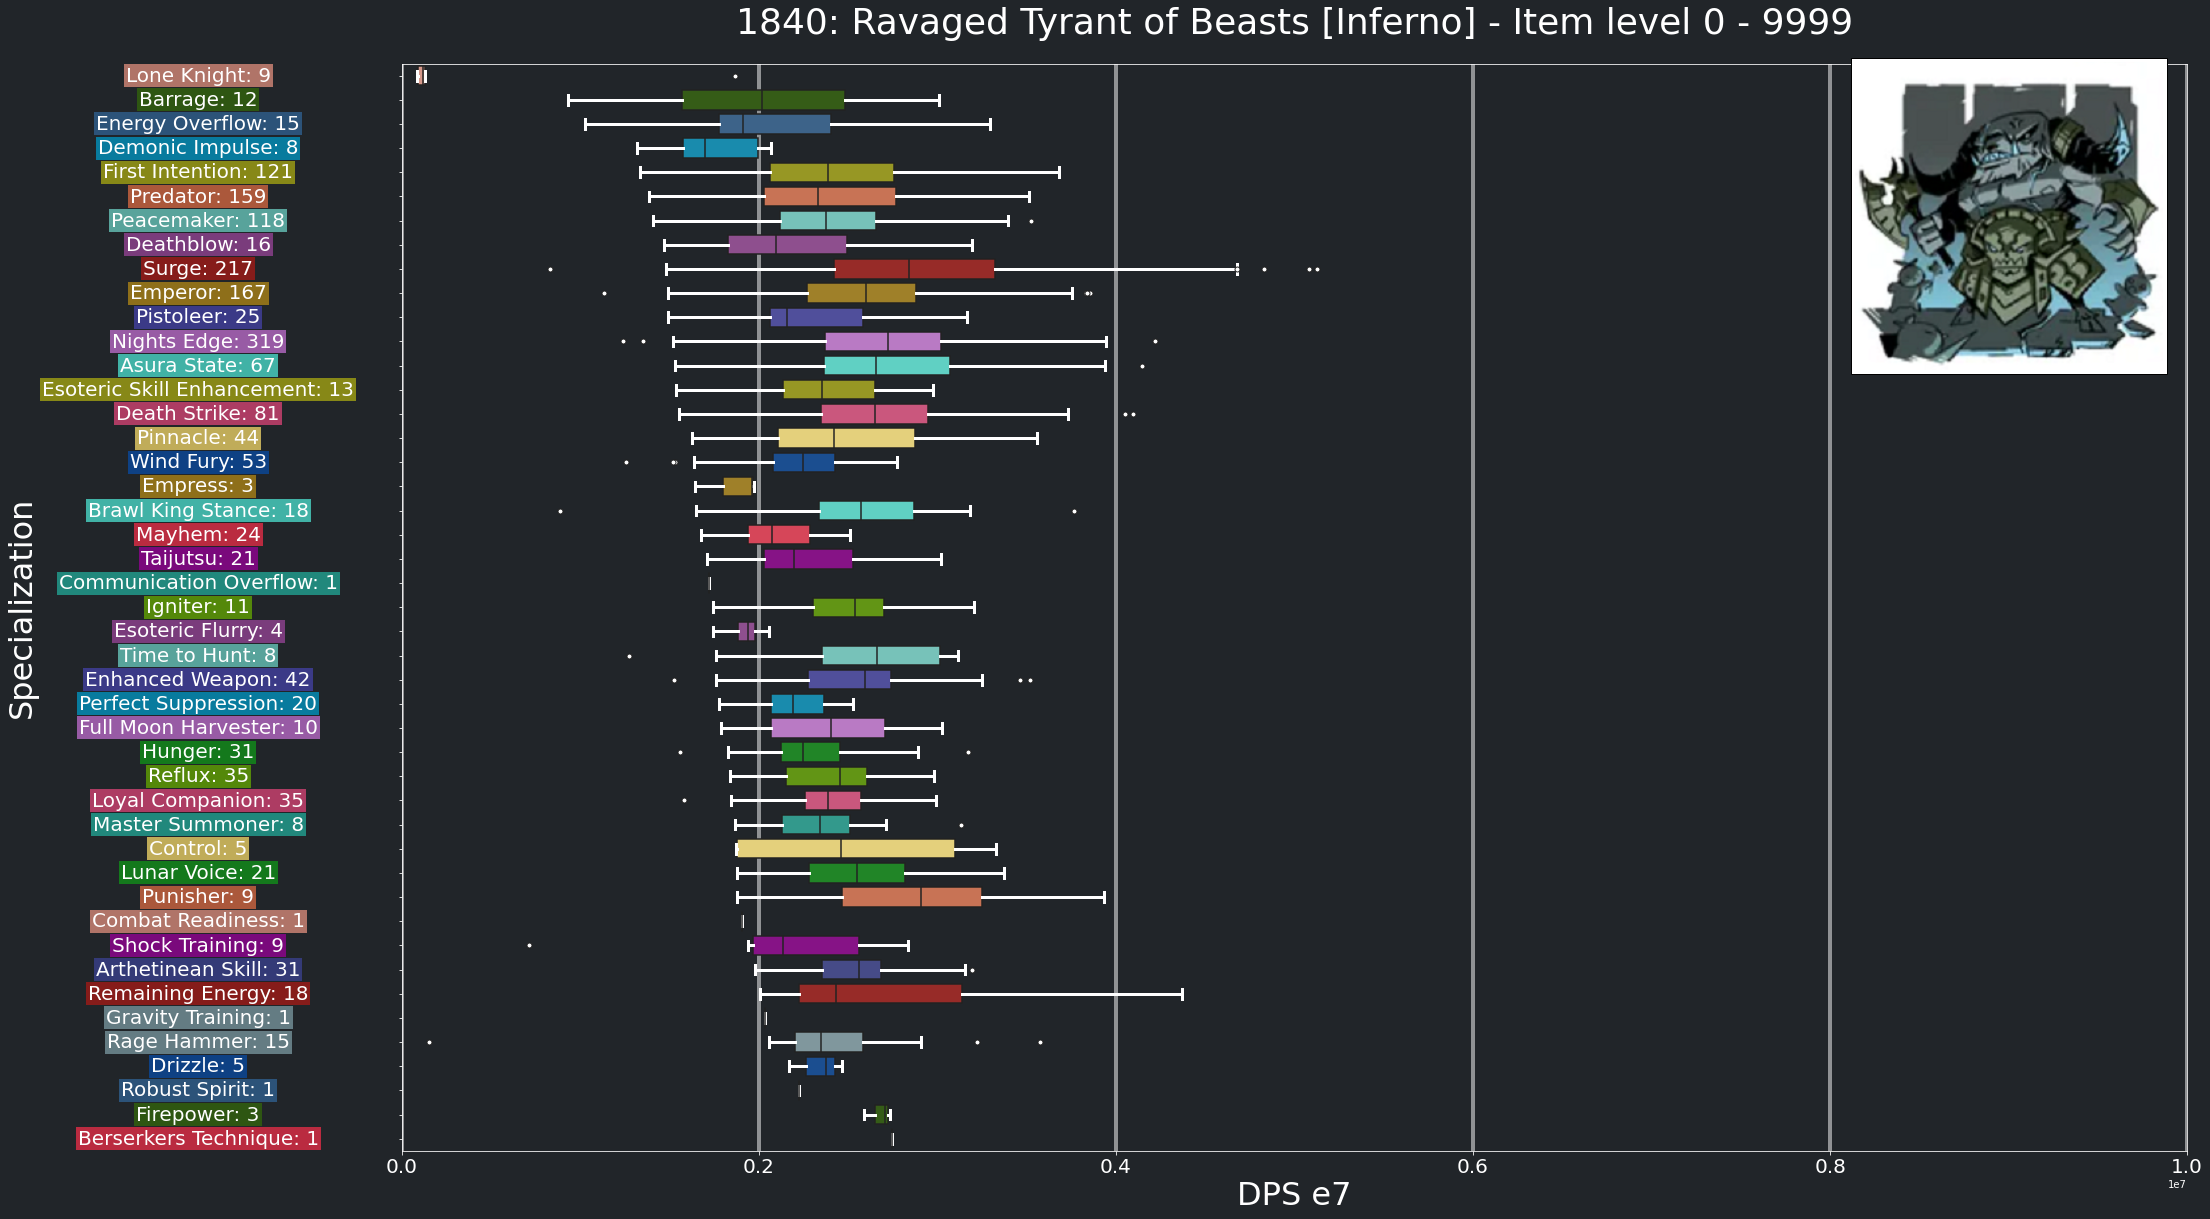 1840: Ravaged Tyrant of Beasts [Inferno] - Item level 0 - 9999
Specialization
Lone Knight: 9
Barrage: 12
Energy Overflow: 15
Demonic Impulse: 8
First Intention: 121
Predator: 159
Peacemaker: 118
Deathblow: 16
Surge: 217
Emperor: 167
Pistoleer: 25
Nights Edge: 319
Asura State: 67
Esoteric Skill Enhancement: 13
Death Strike: 81
Pinnacle: 44
Wind Fury: 53
Empress: 3
Brawl King Stance: 18
Mayhem: 24
Taijutsu: 21
Communication Overflow: 1
Igniter: 11
Esoteric Flurry: 4
Time to Hunt: 8
Enhanced Weapon: 42
Perfect Suppression: 20
Full Moon Harvester: 10
Hunger: 31
Reflux: 35
Loyal Companion: 35
Master Summoner: 8
Control: 5
Lunar Voice: 21
Punisher: 9
Combat Readiness: 1
Shock Training: 9
Arthetinean Skill: 31
Remaining Energy: 18
Gravity Training: 1
Rage Hammer: 15
Drizzle: 5
Robust Spirit: 1
Firepower: 3
Berserkers Technique: 1
0.0 0.2 0.4 0.6 0.8 1.0
1e7
DPS e7